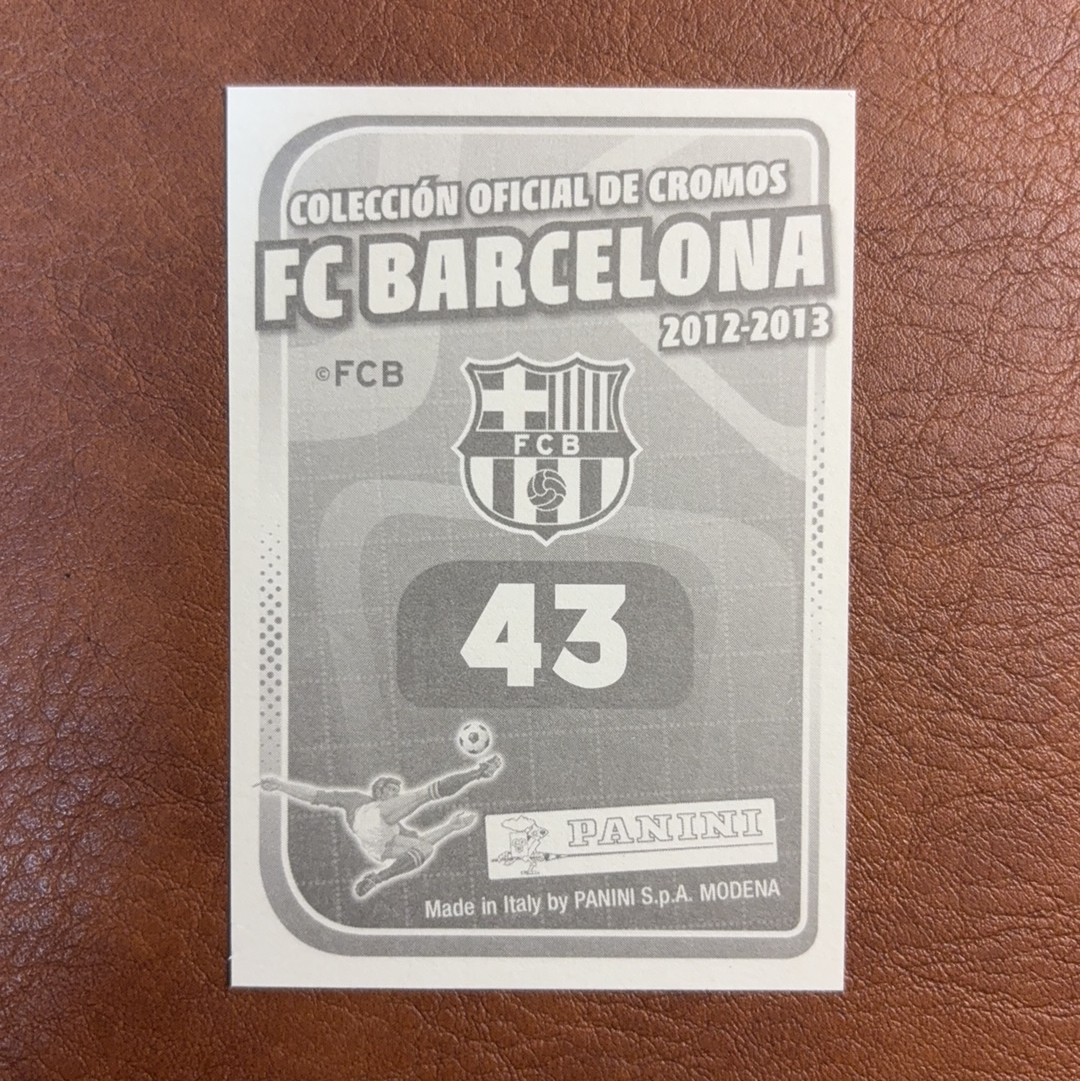 COLECCIÓN OFICIAL DE CROMOS
FC BARCELONA
2012-2013
©FCB
FCB
43
PANINI
Made in Italy by PANINI S.p.A. MODENA